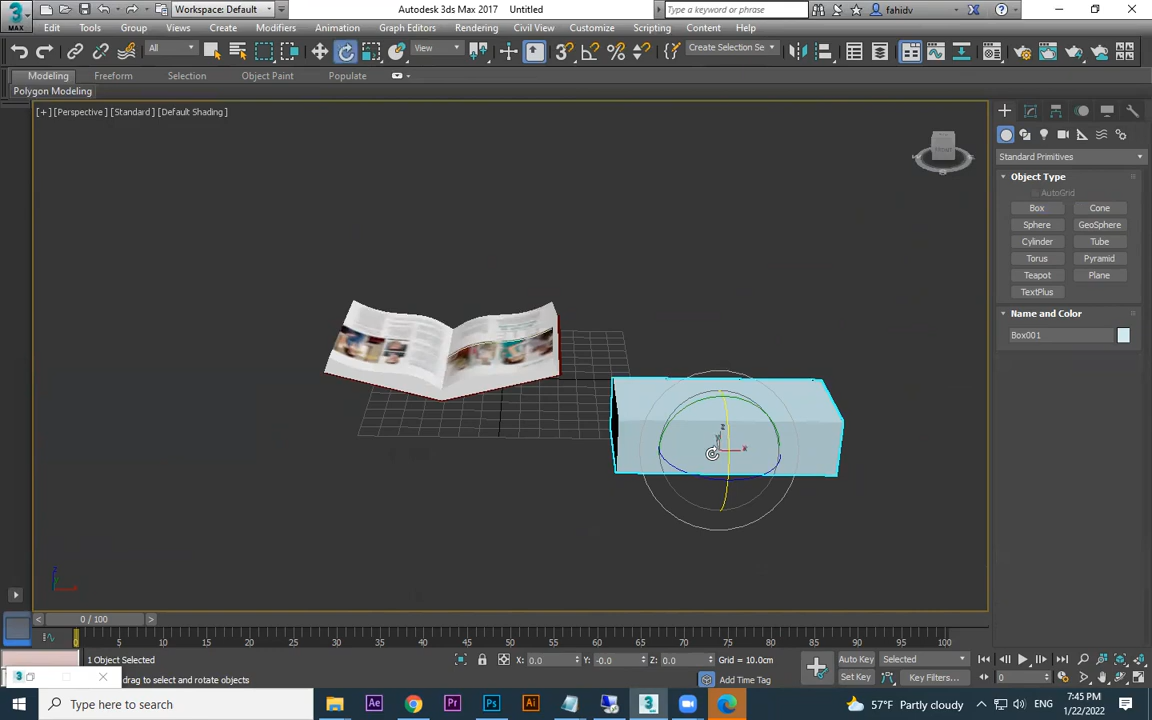 3 MAX
Workspace: Default
Autodesk 3ds Max 2017    Untitled
Type a keyword or phrase
fahidv
Edit Tools Group Views Create Modifiers Animation Graph Editors Rendering Civil View Customize Scripting Content Help
All
View
Create Selection Se
Modeling Freeform Selection Object Paint Populate
Polygon Modeling
[+] [Perspective ] [Standard ] [Default Shading ]
Standard Primitives
Object Type
AutoGrid
Box Cone
Sphere GeoSphere
Cylinder Tube
Torus Pyramid
Teapot Plane
TextPlus
Name and Color
Box001
FRONT
z
x
0 / 100
0 5 10 15 20 25 30 35 40 45 50 55 60 65 70 75 80 85 90 95 100
1 Object Selected
X: 0.0 Y: -0.0 Z: 0.0 Grid = 10.0cm
Auto Key Selected
drag to select and rotate objects
Add Time Tag
Set Key Key Filters...
0
Type here to search
57°F Partly cloudy
ENG
7:45 PM
1/22/2022